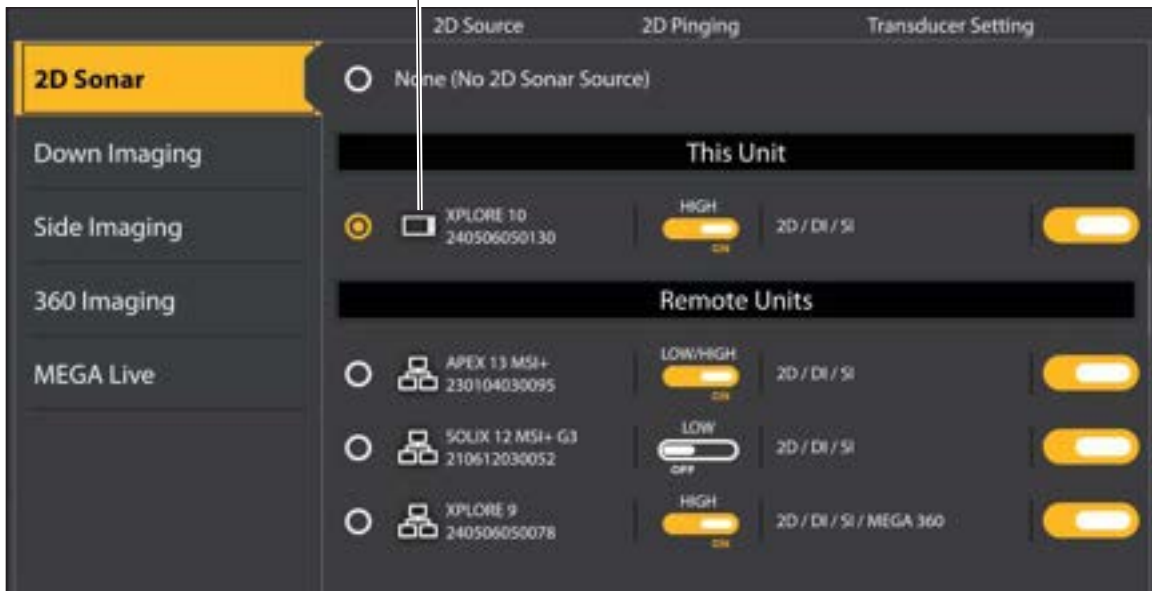 2D Source 2D Pinging Transducer Setting
2D Sonar
None (No 2D Sonar Source)
Down Imaging
This Unit
Side Imaging
XPLORE 10
240506050130
HIGH
ON
2D / DI / SI
360 Imaging
Remote Units
MEGA Live
APEX 13 MSI+
230104030095
LOW/HIGH
ON
2D / DI / SI
SOLIX 12 MSI+ G3
210612030052
LOW
OFF
2D / DI / SI
XPLORE 9
240506050078
HIGH
ON
2D / DI / SI / MEGA 360